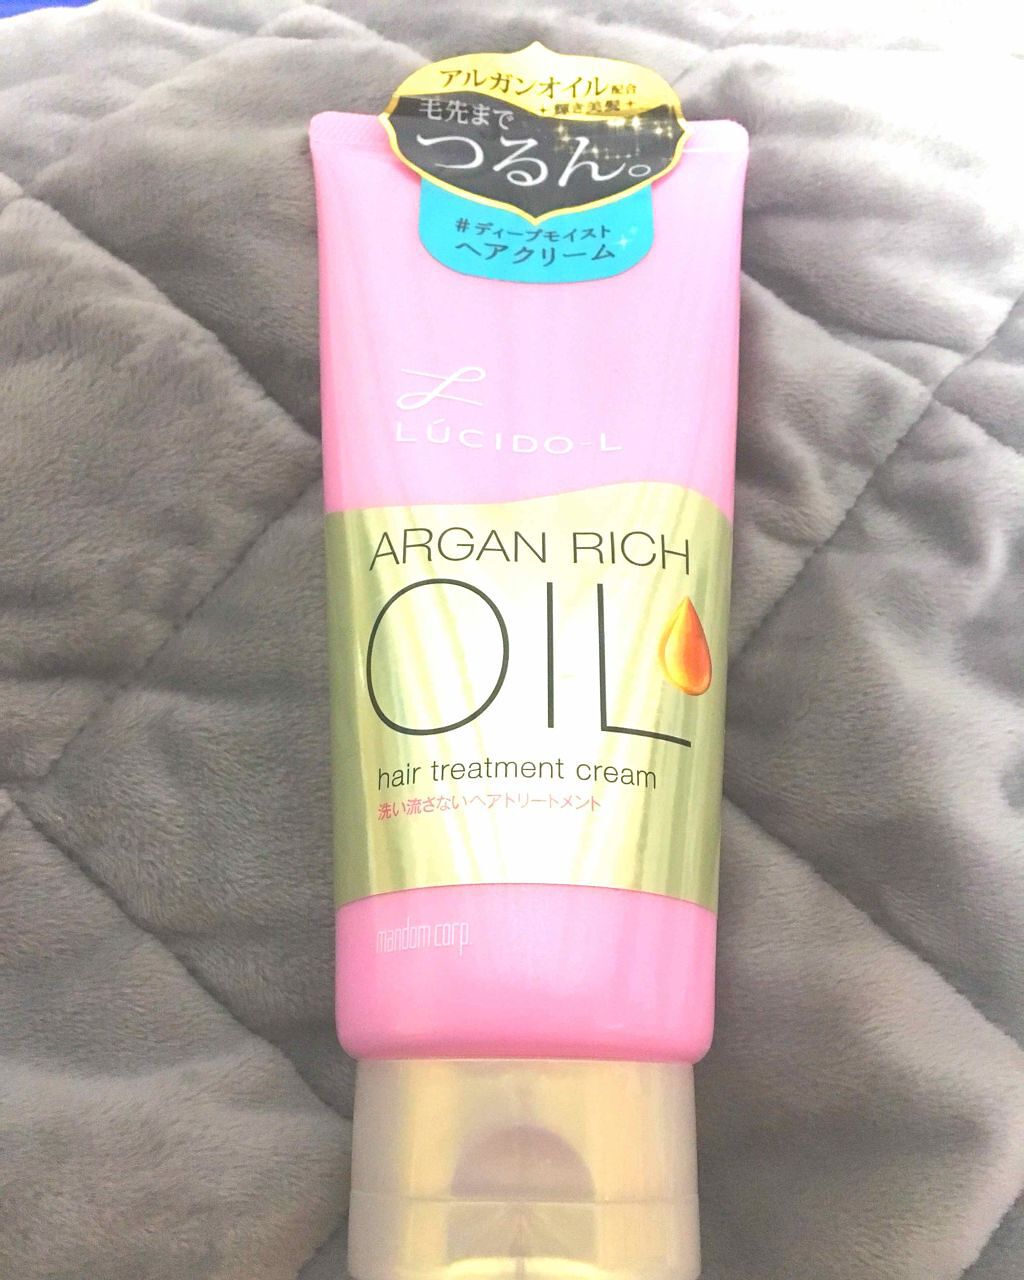 アルガンオイル配合
輝き美髪
毛先まで
つるん。
#ディープモイスト
ヘアクリーム
LÚCIDO-L
ARGAN RICH
OIL
hair treatment cream
洗い流さないヘアトリートメント
mandom corp.